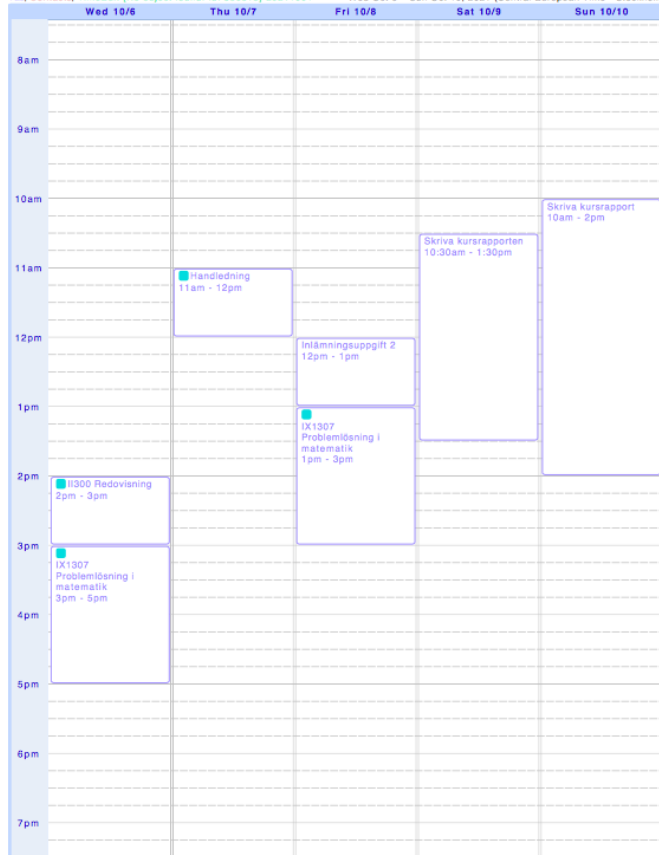 Wed 10/6
Thu 10/7
Fri 10/8
Sat 10/9
Sun 10/10
8am
9am
10am
11am
12pm
1pm
2pm
3pm
4pm
5pm
6pm
7pm
II300 Redovisning
2pm - 3pm
IX1307
Problemlösning i
matematik
3pm - 5pm
Handledning
11am - 12pm
Inlämningsuppgift 2
12pm - 1pm
IX1307
Problemlösning i
matematik
1pm - 3pm
Skriva kursrapporten
10:30am - 1:30pm
Skriva kursrapport
10am - 2pm